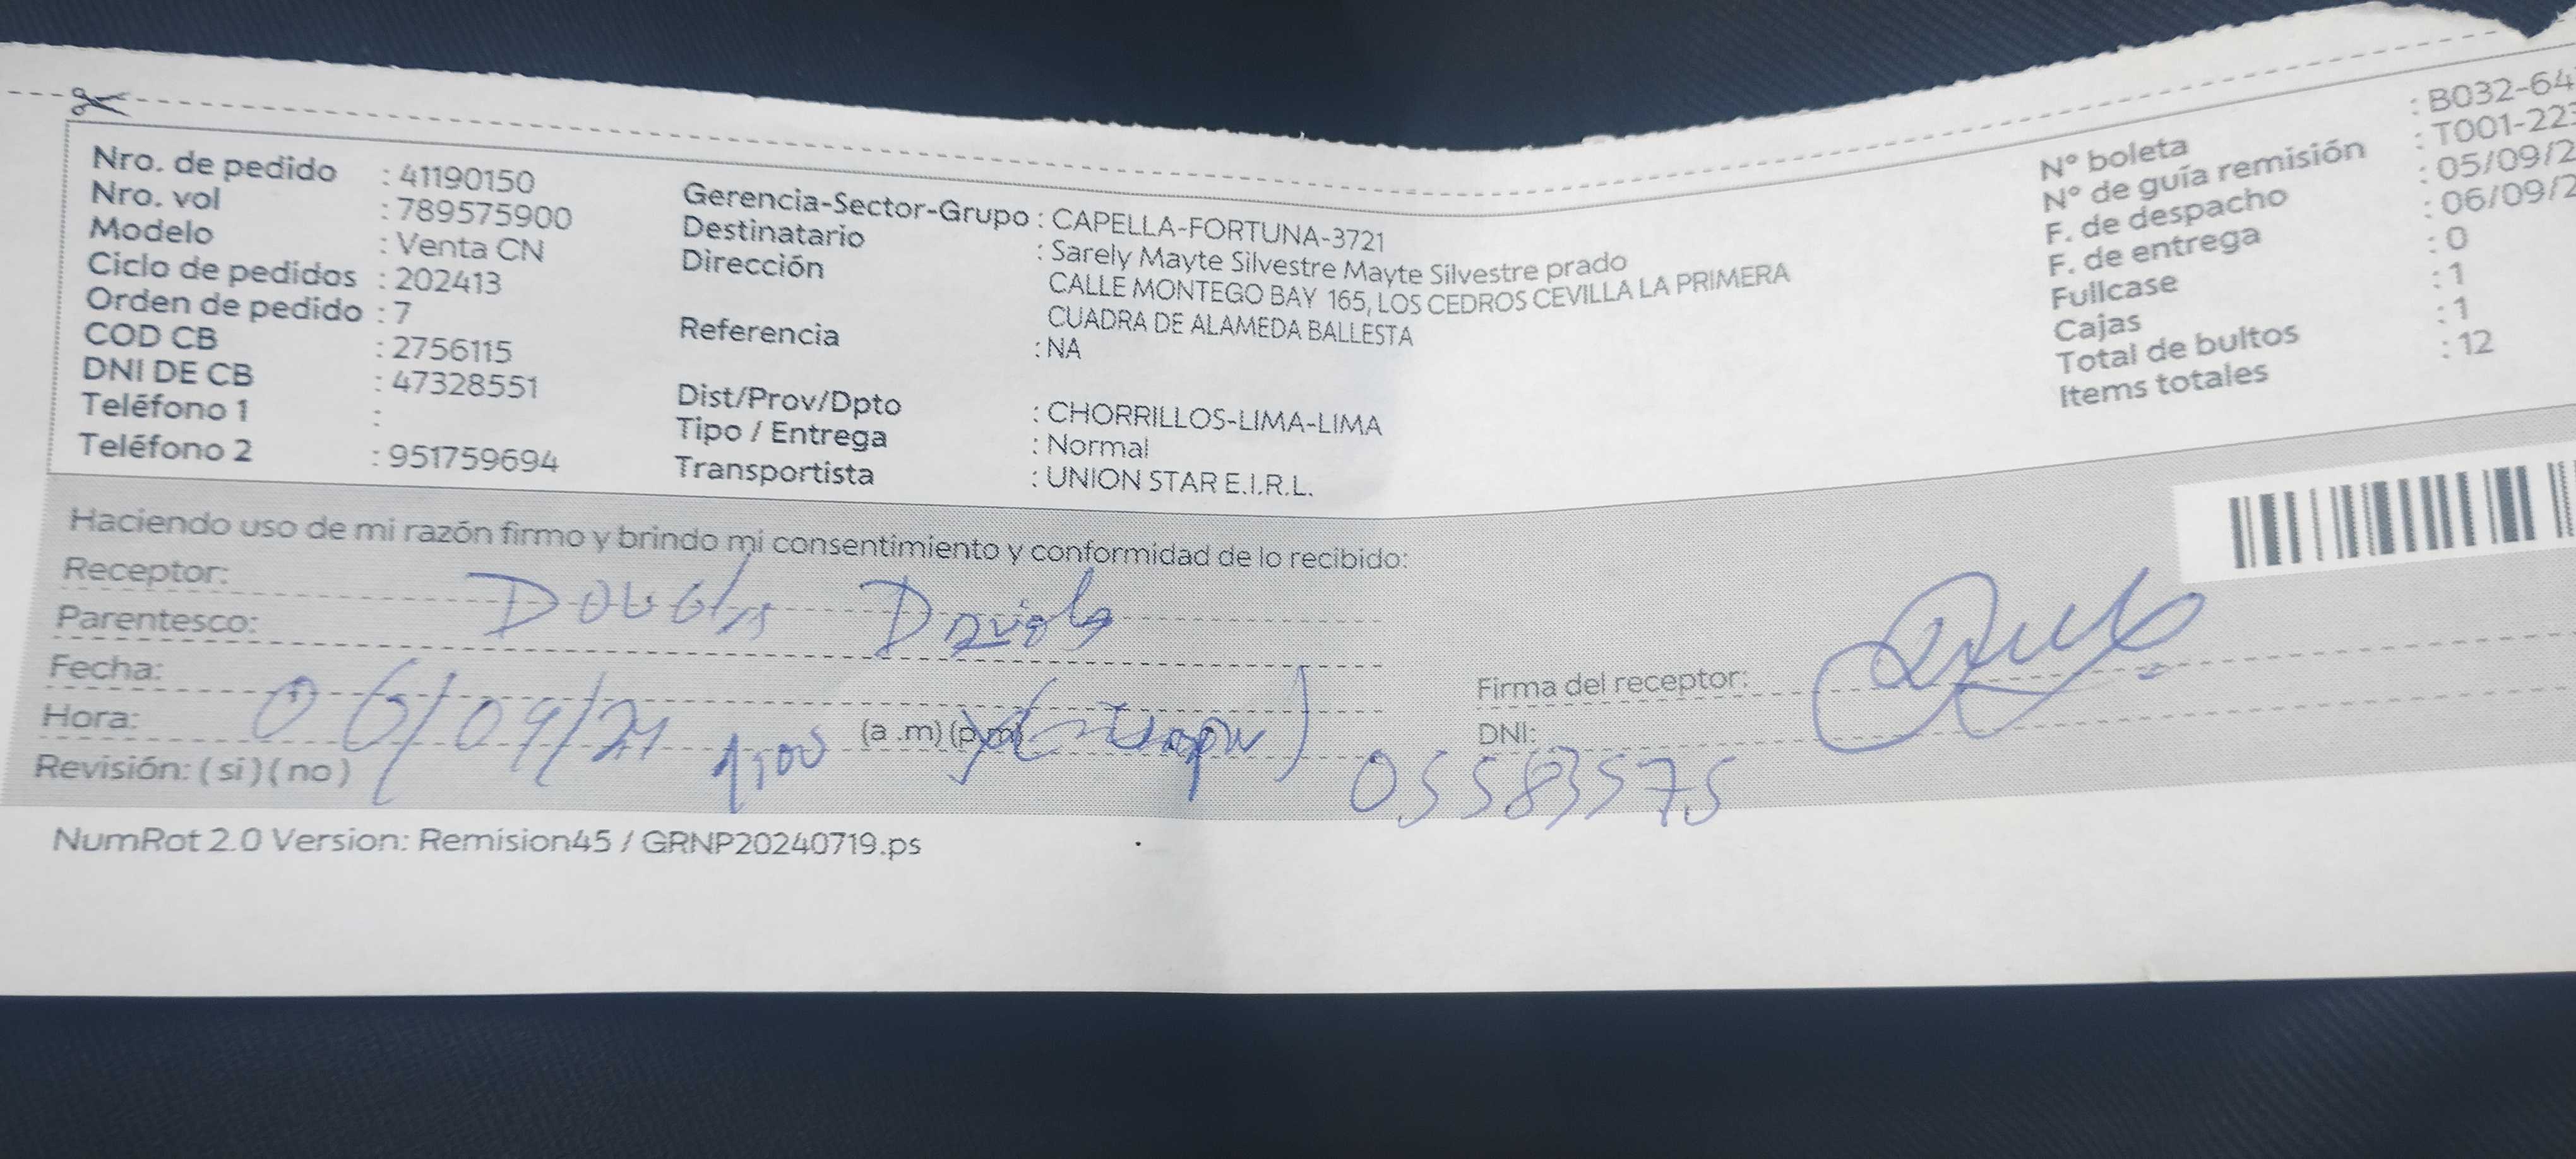 Nro. de pedido : 41190150
Nro. vol : 789575900
Modelo : Venta CN
Ciclo de pedidos : 202413
Orden de pedido : 7
COD CB : 2756115
DNI DE CB : 47328551
Teléfono 1 :
Teléfono 2 : 951759694
Gerencia-Sector-Grupo : CAPELLA-FORTUNA-3721
Destinatario : Sarely Mayte Silvestre Mayte Silvestre prado
Dirección CALLE MONTEGO BAY 165, LOS CEDROS CEVILLA LA PRIMERA
CUADRA DE ALAMEDA BALLESTA
Referencia : NA
Dist/Prov/Dpto : CHORRILLOS-LIMA-LIMA
Tipo / Entrega : Normal
Transportista : UNION STAR E.I.R.L.
N° boleta : B032-64
N° de guía remisión : T001-223
F. de despacho : 05/09/2
F. de entrega : 06/09/2
Fullcase : 0
Cajas : 1
Total de bultos : 1
Items totales : 12
Haciendo uso de mi razón firmo y brindo mi consentimiento y conformidad de lo recibido:
Receptor: Douglas
Parentesco:
Fecha: 06/09/24
Hora: (a .m)(p.m)
Revisión: ( si ) ( no )
Firma del receptor:
DNI: 05583575
NumRot 2.0 Version: Remision45 / GRNP20240719.ps